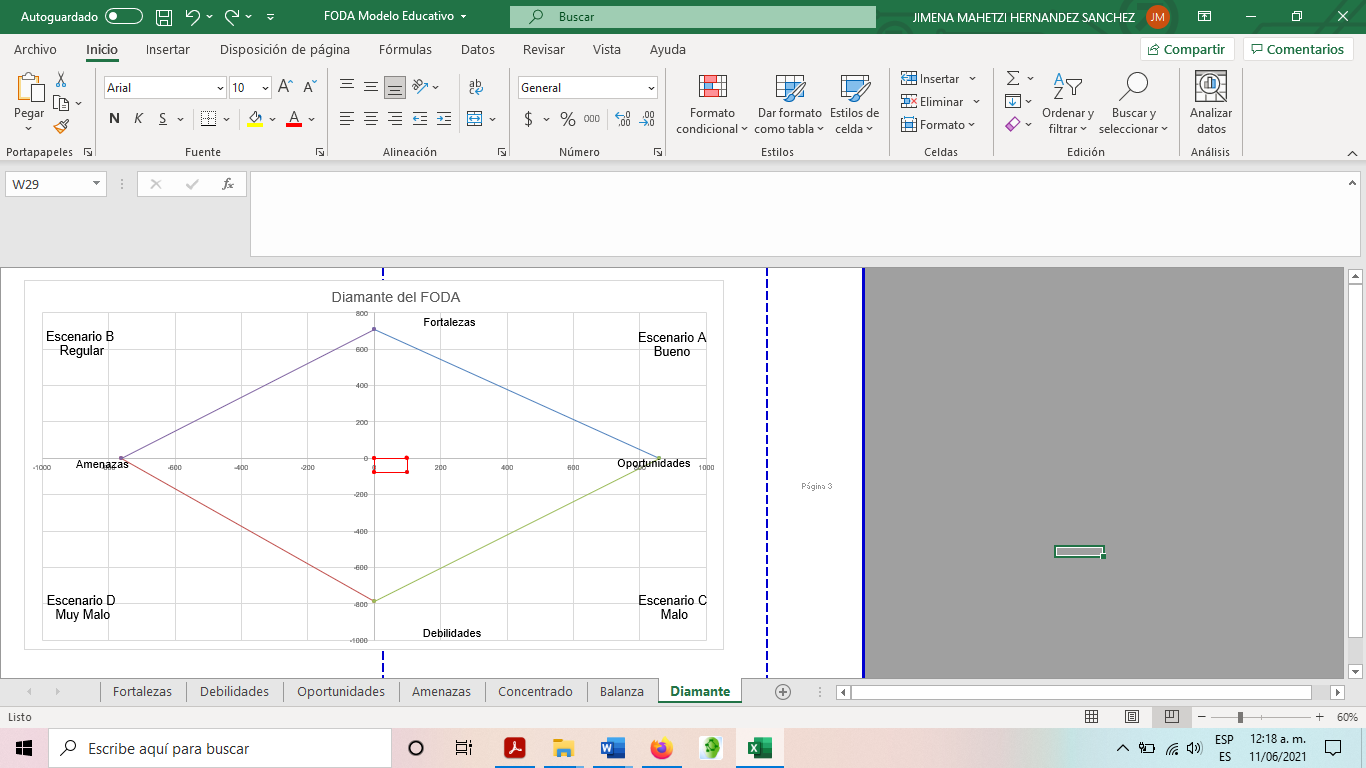 Autoguardado
FODA Modelo Educativo
Buscar
JIMENA MAHETZI HERNANDEZ SANCHEZ
JM
Archivo Inicio Insertar Disposición de página Fórmulas Datos Revisar Vista Ayuda
Compartir Comentarios
Pegar
Portapapeles
Arial 10
N K S
Fuente
Alineación
General
$ % 000
Número
Formato condicional
Dar formato como tabla
Estilos de celda
Estilos
Insertar
Eliminar
Formato
Celdas
Ordenar y filtrar
Buscar y seleccionar
Edición
Analizar datos
Análisis
W29
fx
Diamante del FODA
800
Fortalezas
Escenario B
Regular
Escenario A
Bueno
600
400
200
0
Amenazas
Oportunidades
-1000 -600 -400 -200 0 200 400 600 1000
-200
-400
-600
-800
-1000
Escenario D
Muy Malo
Escenario C
Malo
Debilidades
Página 3
Fortalezas Debilidades Oportunidades Amenazas Concentrado Balanza Diamante
Listo
60%
Escribe aquí para buscar
ESP
ES
12:18 a. m.
11/06/2021